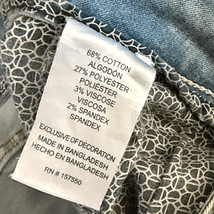 68% COTTON
ALGODÓN
27% POLYESTER
POLIÉSTER
3% VISCOSE
VISCOSA
2% SPANDEX
SPANDEX
EXCLUSIVE OF DECORATION
MADE IN BANGLADESH
HECHO EN BANGLADESH
RN # 157550